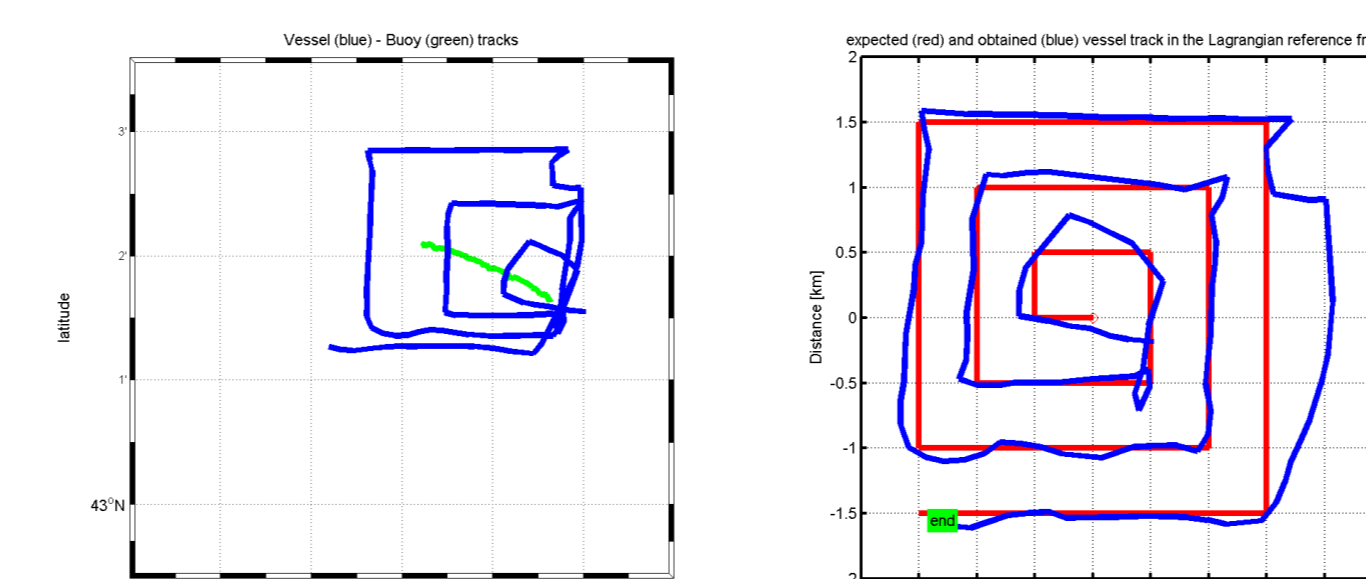 Vessel (blue) - Buoy (green) tracks
3'
2'
1'
43°N
latitude
expected (red) and obtained (blue) vessel track in the Lagrangian reference fr
2
1.5
1
0.5
0
-0.5
-1
-1.5
Distance [km]
end